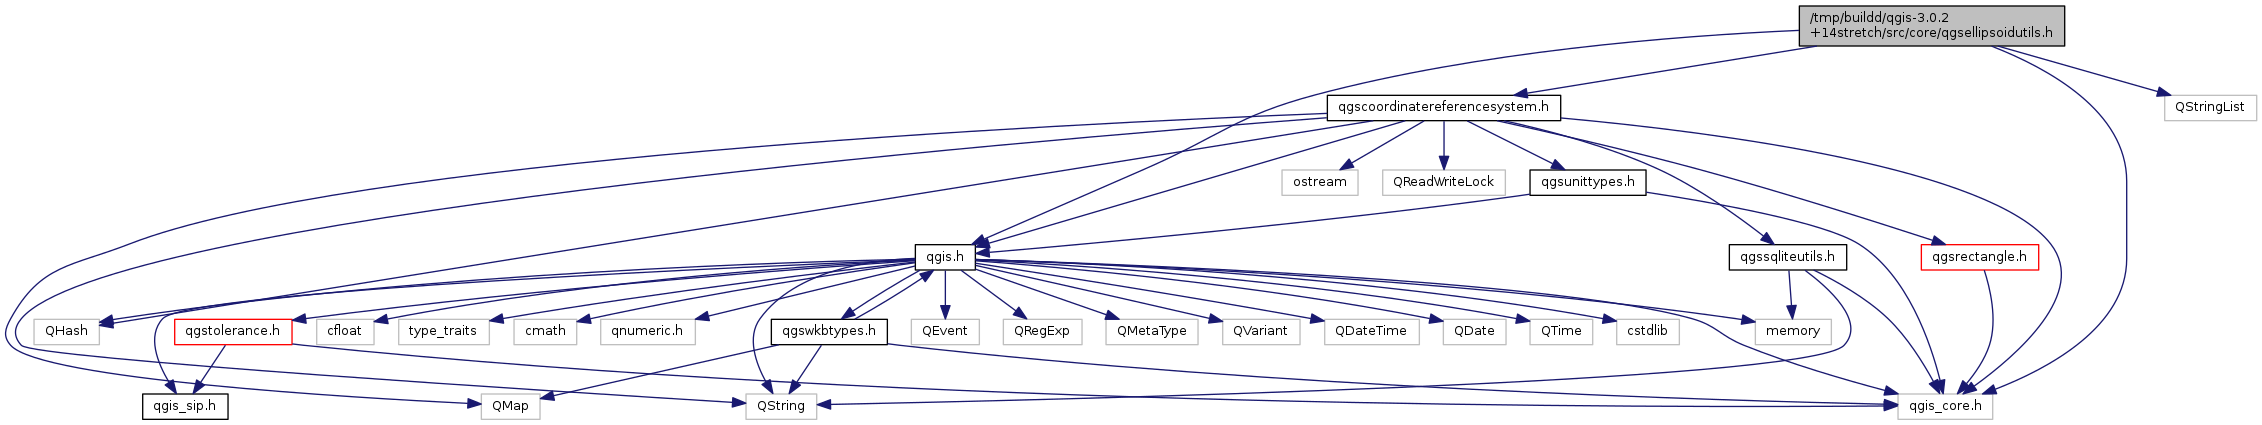 /tmp/buildd/qgis-3.0.2
+14stretch/src/core/qgsellipsoidutils.h
qgscoordinatereferencesystem.h
QStringList
ostream
QReadWriteLock
qgsunittypes.h
qgis.h
qgssqliteutils.h
qgsrectangle.h
QHash
qgstolerance.h
cfloat
type_traits
cmath
qnumeric.h
qgswkbtypes.h
QEvent
QRegExp
QMetaType
QVariant
QDateTime
QDate
QTime
cstdlib
memory
qgis_sip.h
QMap
QString
qgis_core.h